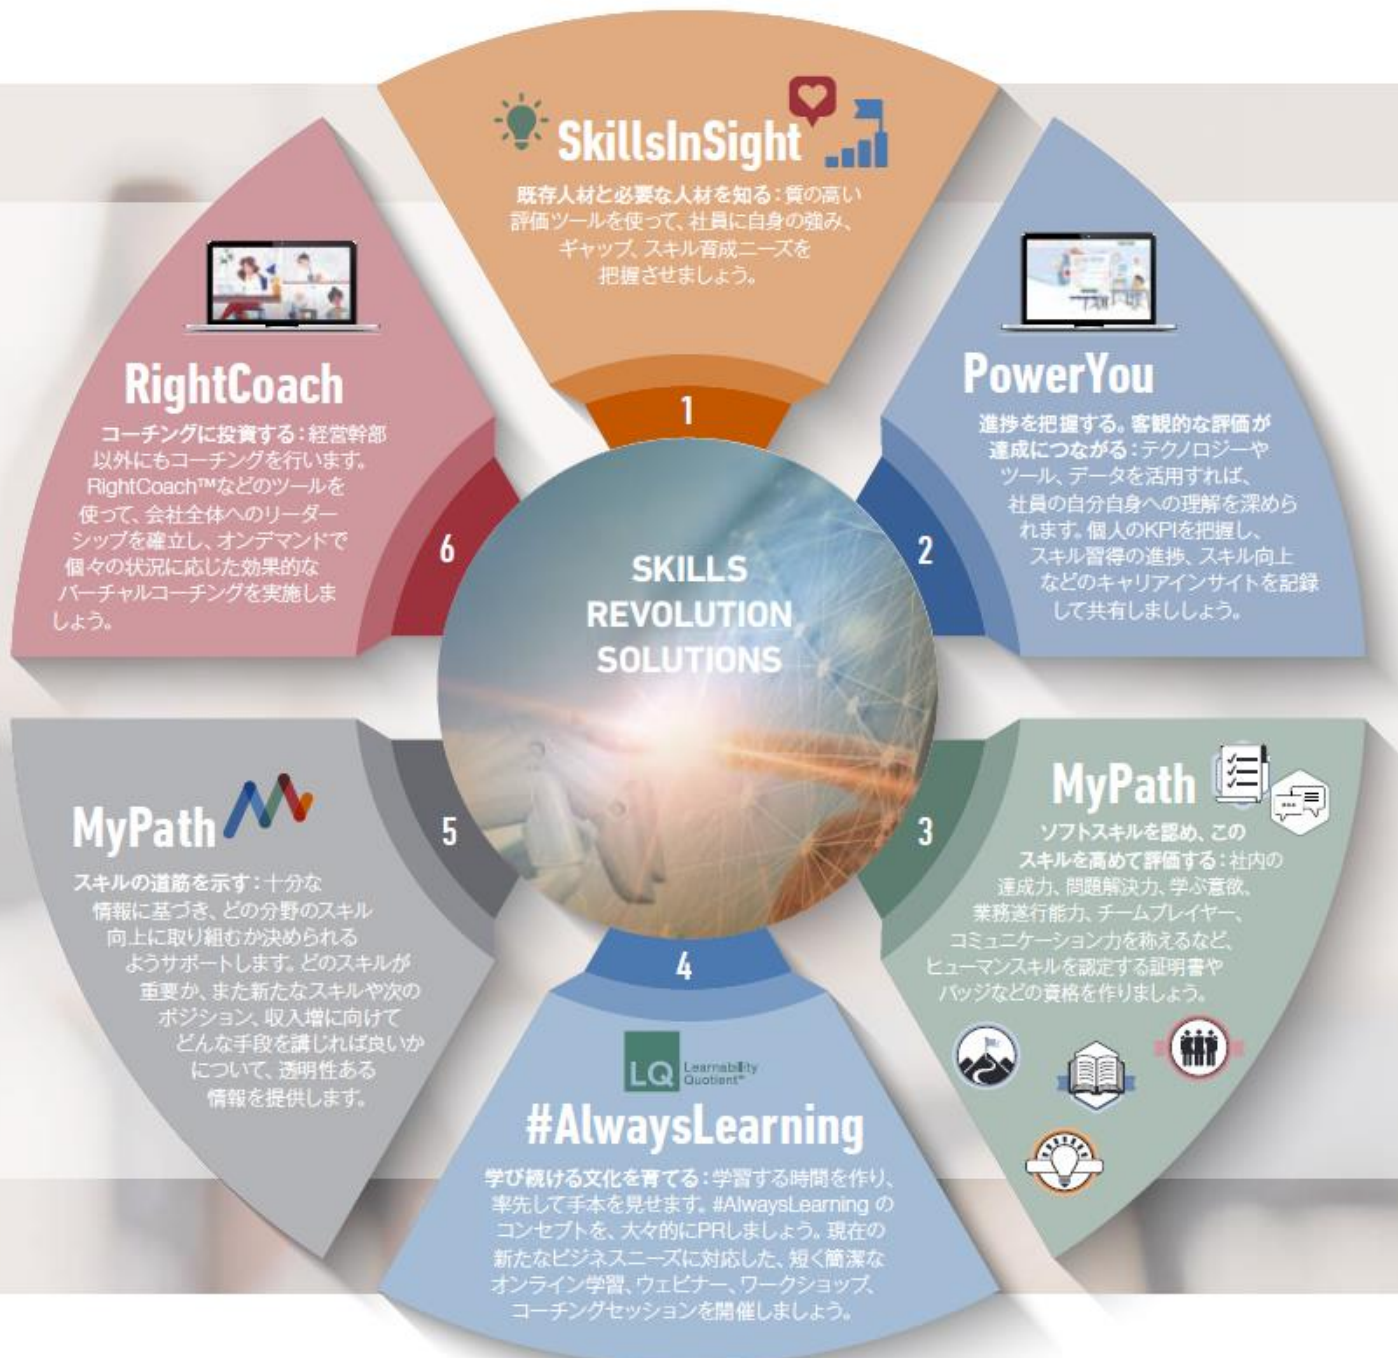 SkillsInSight
既存人材と必要な人材を知る：質の高い
評価ツールを使って、社員に自身の強み、
ギャップ、スキル育成ニーズを
把握させましょう。
1
PowerYou
進捗を把握する。客観的な評価が
達成につながる：テクノロジーや
ツール、データを活用すれば、
社員の自分自身への理解を深めら
れます。個人のKPIを把握し、
スキル習得の進捗、スキル向上
などのキャリアインサイトを記録
して共有しまししょう。
2
MyPath
ソフトスキルを認め、この
スキルを高めて評価する：社内の
達成力、問題解決力、学ぶ意欲、
業務遂行能力、チームプレイヤー、
コミュニケーション力を称えるなど、
ヒューマンスキルを認定する証明書や
バッジなどの資格を作りましょう。
3
4
LQ Learnability
Quotient™
#AlwaysLearning
学び続ける文化を育てる：学習する時間を作り、
率先して手本を見せます。#AlwaysLearning の
コンセプトを、大々的にPRしましょう。現在の
新たなビジネスニーズに対応した、短く簡潔な
オンライン学習、ウェビナー、ワークショップ、
コーチングセッションを開催しましょう。
5
MyPath
スキルの道筋を示す：十分な
情報に基づき、どの分野のスキル
向上に取り組むか決められる
ようサポートします。どのスキルが
重要か、また新たなスキルや次の
ポジション、収入増に向けて
どんな手段を講じれば良いか
について、透明性ある
情報を提供します。
6
RightCoach
コーチングに投資する：経営幹部
以外にもコーチングを行います。
RightCoach™などのツールを
使って、会社全体へのリーダー
シップを確立し、オンデマンドで
個々の状況に応じた効果的な
バーチャルコーチングを実施しま
しょう。
SKILLS
REVOLUTION
SOLUTIONS